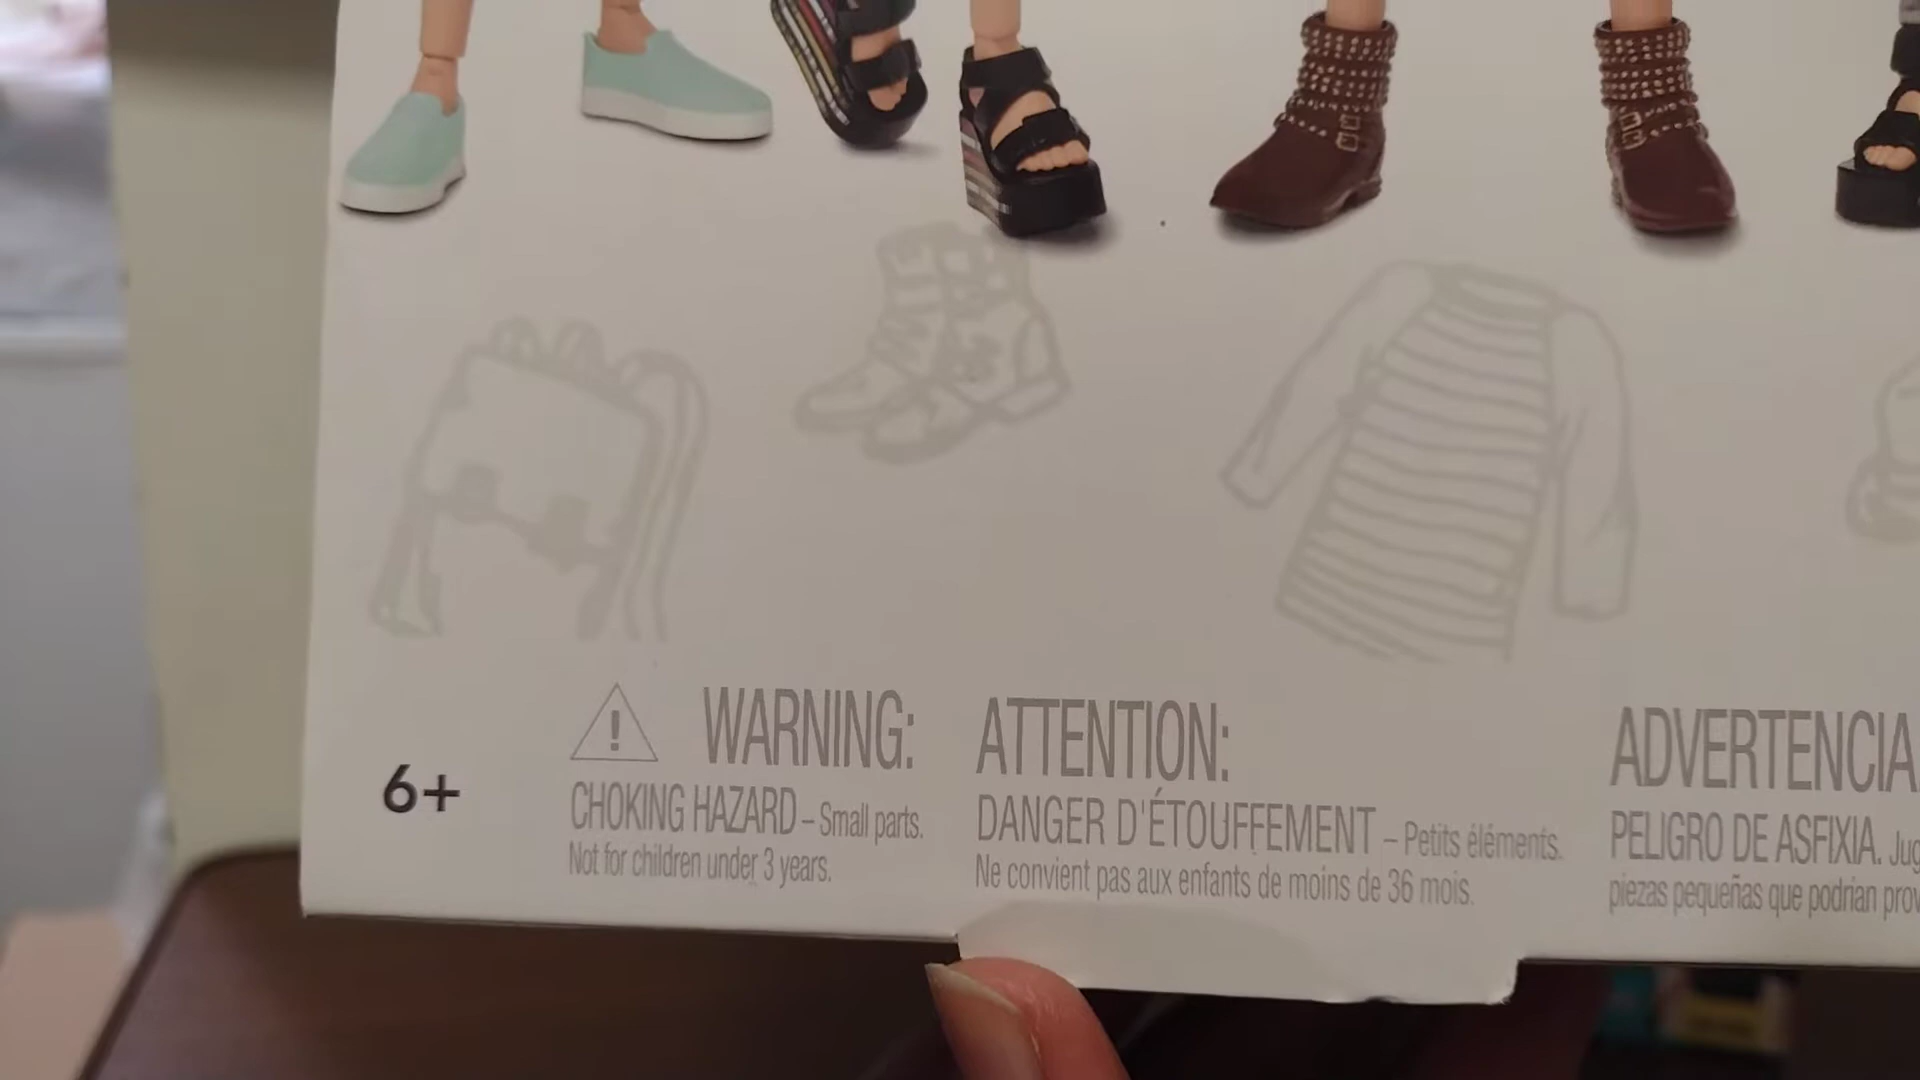 6+
WARNING:
CHOKING HAZARD – Small parts.
Not for children under 3 years.
ATTENTION:
DANGER D'ÉTOUFFEMENT – Petits éléments.
Ne convient pas aux enfants de moins de 36 mois.
ADVERTENCIA
PELIGRO DE ASFIXIA. Jug
piezas pequeñas que podrían prov